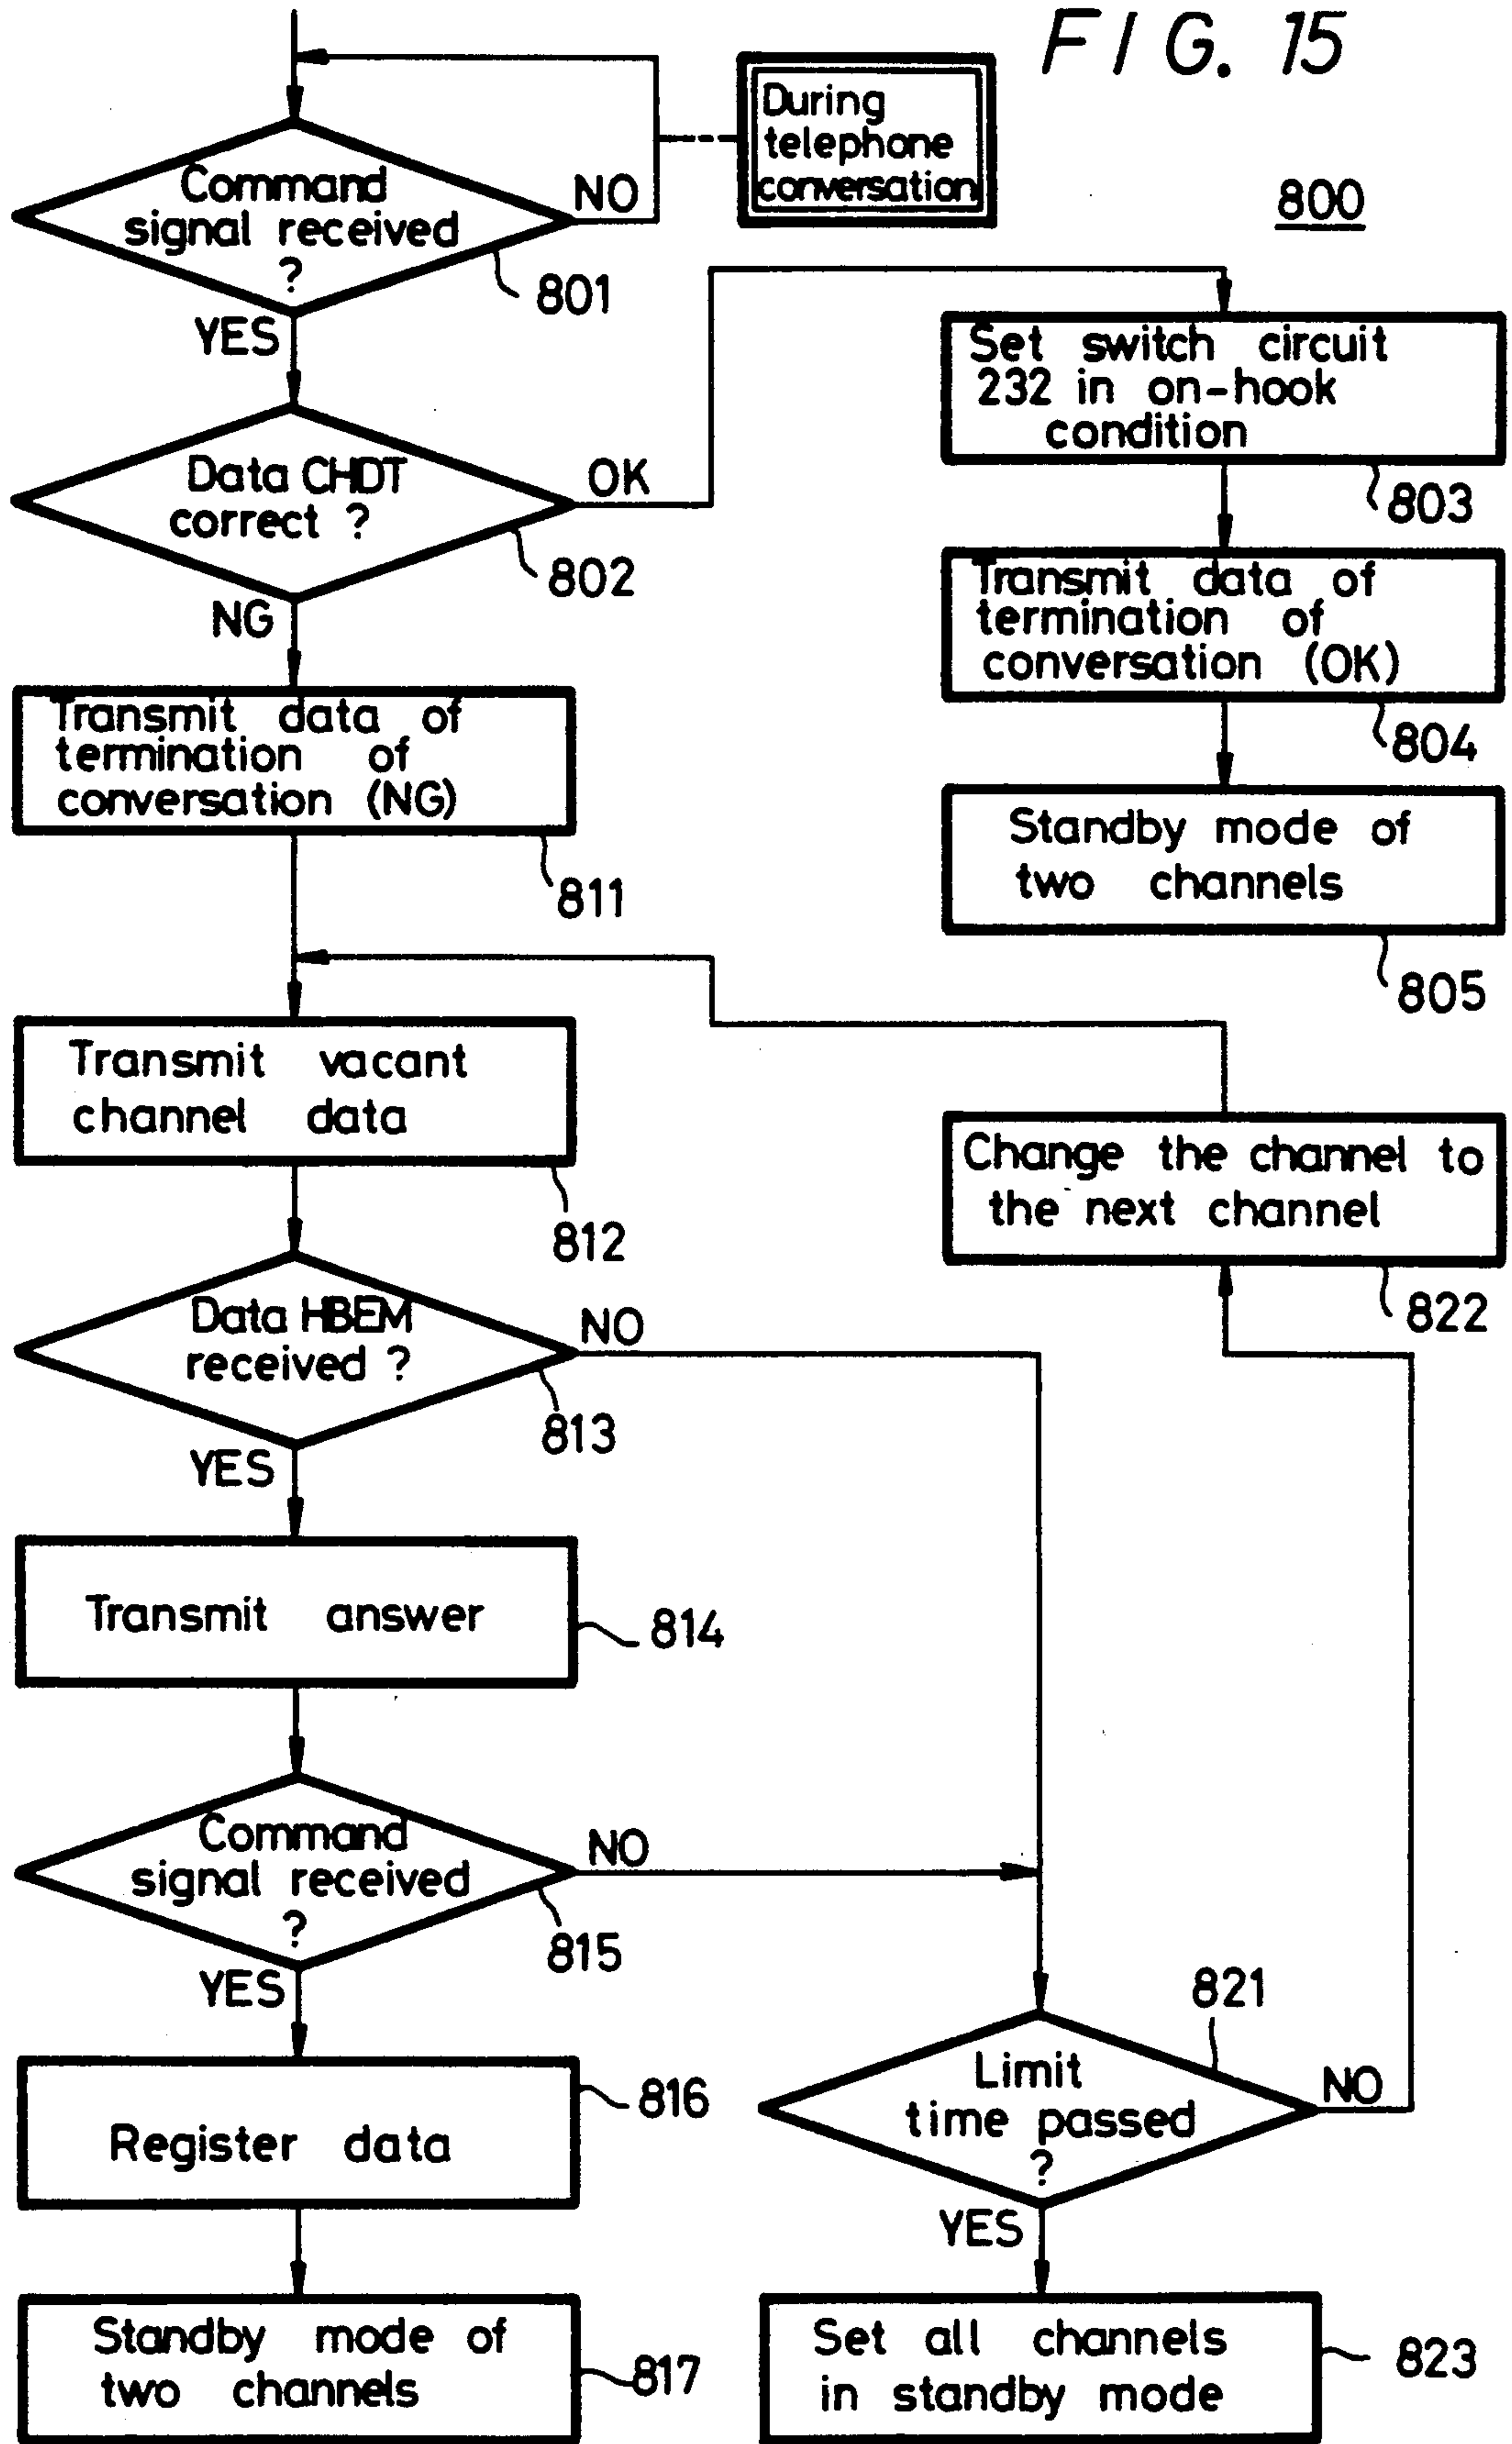 FIG. 15
During
telephone
conversation
800
Command
signal received
?
NO
801
YES
Data CHDT
correct ?
OK
802
NG
Set switch circuit
232 in on-hook
condition
803
Transmit data of
termination of
conversation (OK)
804
Standby mode of
two channels
805
Transmit data of
termination of
conversation (NG)
811
Transmit vacant
channel data
812
Change the channel to
the next channel
822
Data HBEM
received ?
NO
813
YES
Transmit answer
814
Command
signal received
?
NO
815
YES
Register data
816
Standby mode of
two channels
817
821
Limit
time passed
?
NO
YES
Set all channels
in standby mode
823